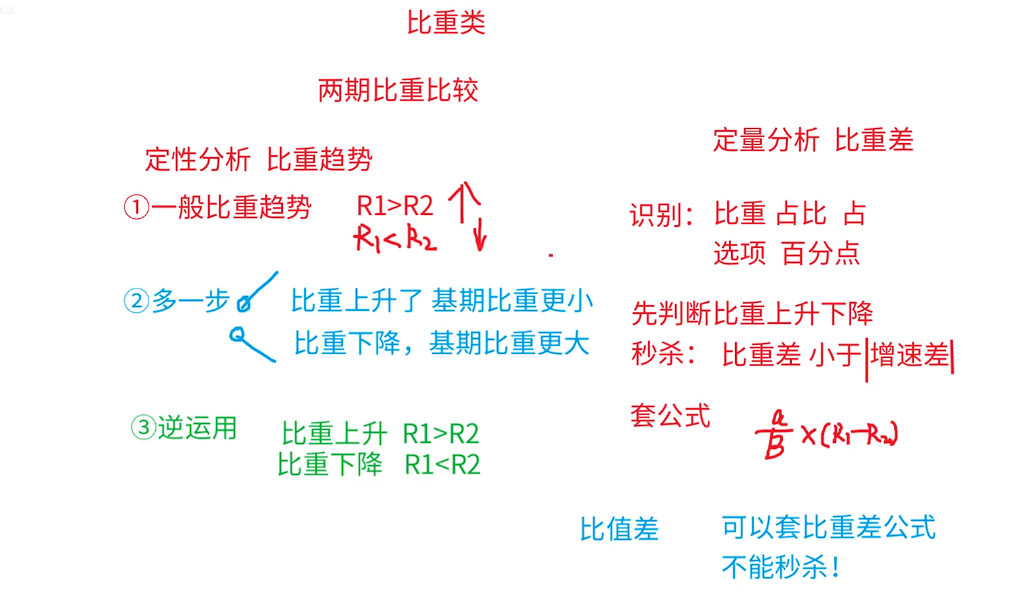 比重类
两期比重比较
定性分析 比重趋势
①一般比重趋势 R1>R2 ↑
R1<R2 ↓
②多一步 比重上升了 基期比重更小
比重下降，基期比重更大
③逆运用 比重上升 R1>R2
比重下降 R1<R2
定量分析 比重差
识别： 比重 占比 占
选项 百分点
先判断比重上升下降
秒杀： 比重差 小于|增速差|
套公式 a/B×(R1-R2)
比值差 可以套比重差公式
不能秒杀！